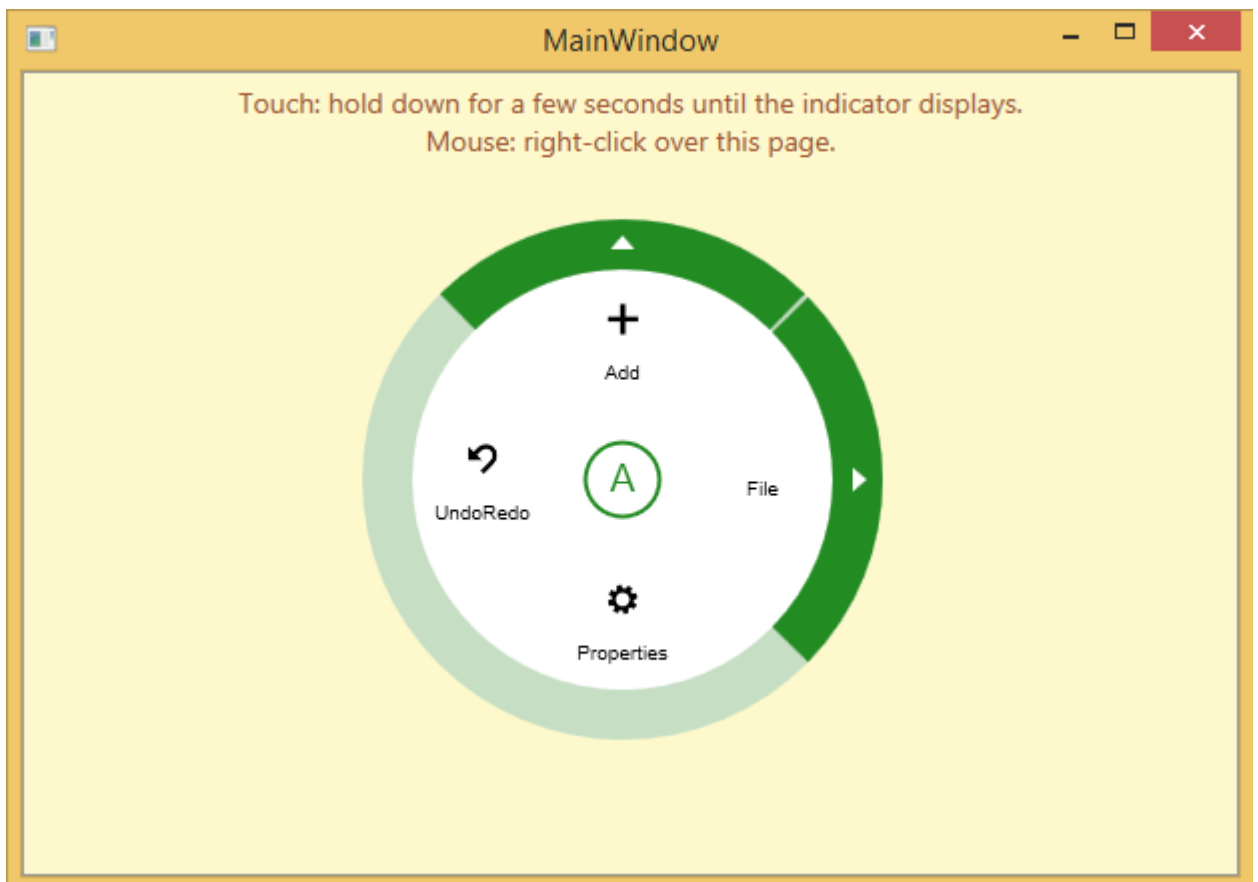 MainWindow
Touch: hold down for a few seconds until the indicator displays.
Mouse: right-click over this page.
Add
UndoRedo
A
File
Properties